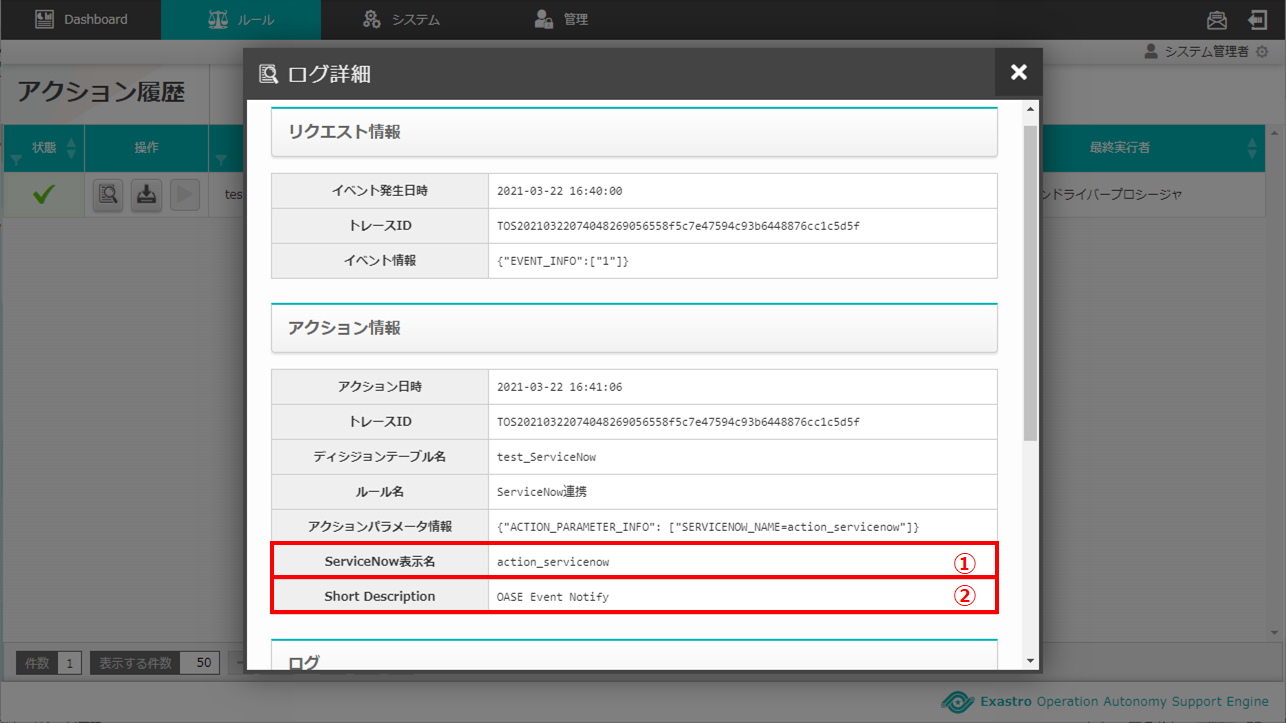 Dashboard
ルール
システム
管理
システム管理者
アクション履歴
ログ詳細
状態
操作
最終実行者
リクエスト情報
イベント発生日時 2021-03-22 16:40:00
トレースID TOS20210322074048269056558f5c7e47594c93b6448876cc1c5d5f
イベント情報 {"EVENT_INFO":["1"]}
アクション情報
アクション日時 2021-03-22 16:41:06
トレースID TOS20210322074048269056558f5c7e47594c93b6448876cc1c5d5f
ディシジョンテーブル名 test_ServiceNow
ルール名 ServiceNow連携
アクションパラメータ情報 {"ACTION_PARAMETER_INFO": ["SERVICENOW_NAME=action_servicenow"]}
ServiceNow表示名 action_servicenow ①
Short Description OASE Event Notify ②
ログ
tes
ンドライバープロシージャ
件数 1 表示する件数 50
Exastro Operation Autonomy Support Engine